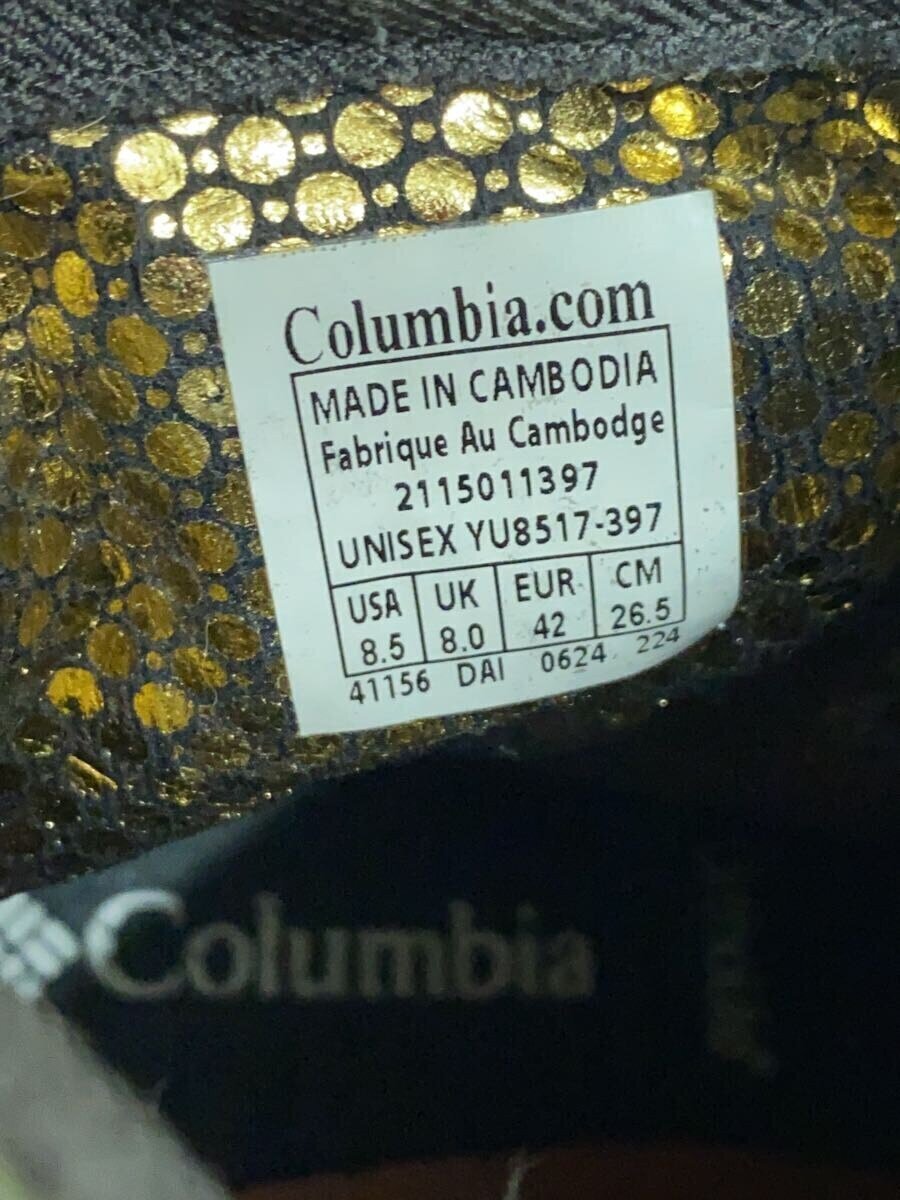 Columbia.com
MADE IN CAMBODIA
Fabrique Au Cambodge
2115011397
UNISEX YU8517-397
USA UK EUR CM
8.5 8.0 42 26.5
41156 DAI 0624 224
Columbia